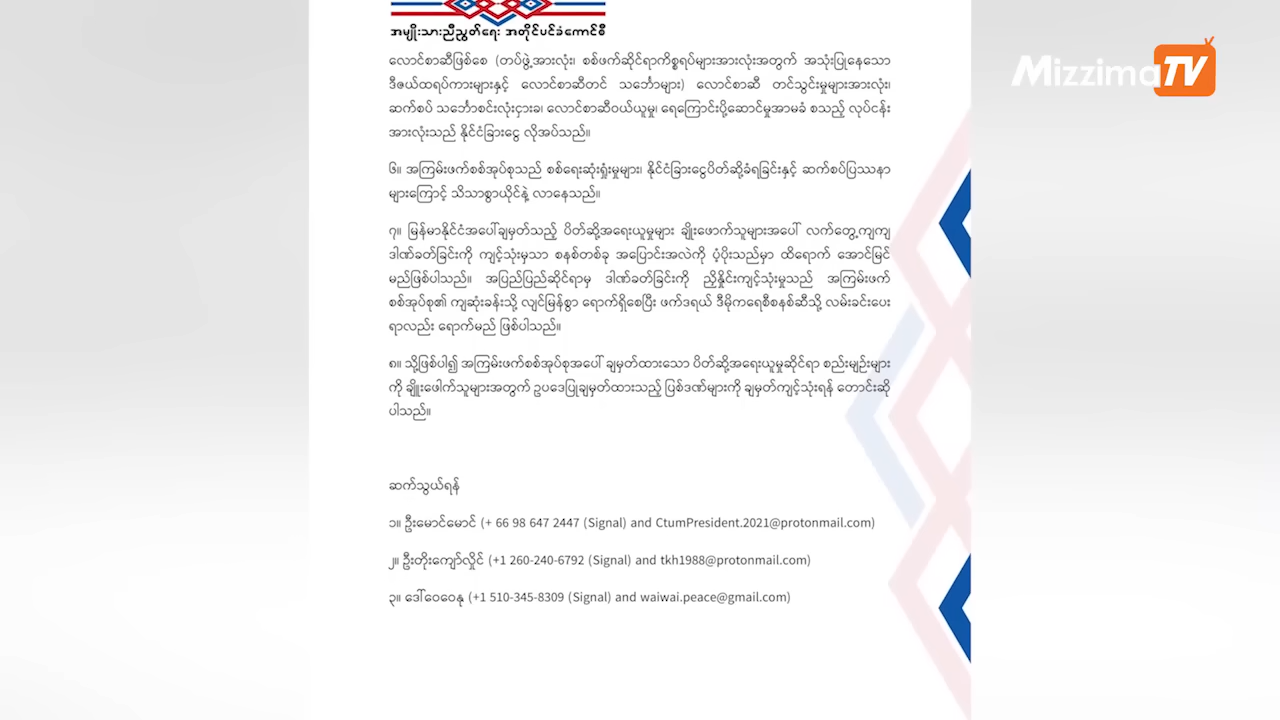 အမျိုးသားညီညွတ်ရေး အတိုင်ပင်ခံကောင်စီ
Mizzima TV
လောင်စာဆီဖြစ်စေ (တပ်ဖွဲ့အားလုံး၊ စစ်ဖက်ဆိုင်ရာကိစ္စရပ်များအားလုံးအတွက် အသုံးပြုနေသော
ဒီဇယ်ထရပ်ကားများနှင့် လောင်စာဆီတင် သင်္ဘောများ) လောင်စာဆီ တင်သွင်းမှုများအားလုံး၊
ဆက်စပ် သင်္ဘောစင်းလုံးငှားခ၊ လောင်စာဆီဝယ်ယူမှု၊ ရေကြောင်းပို့ဆောင်မှုအာမခံ စသည့် လုပ်ငန်း
အားလုံးသည် နိုင်ငံခြားငွေ လိုအပ်သည်။
၆။ အကြမ်းဖက်စစ်အုပ်စုသည် စစ်ရေးဆုံးရှုံးမှုများ၊ နိုင်ငံခြားငွေပိတ်ဆို့ခံရခြင်းနှင့် ဆက်စပ်ပြဿနာ
များကြောင့် သိသာစွာယိုင်နဲ့ လာနေသည်။
၇။ မြန်မာနိုင်ငံအပေါ်ချမှတ်သည့် ပိတ်ဆို့အရေးယူမှုများ ချိုးဖောက်သူများအပေါ် လက်တွေ့ကျကျ
ဒါဏ်ခတ်ခြင်းကို ကျင့်သုံးမှသာ စနစ်တစ်ခု အပြောင်းအလဲကို ပံ့ပိုးသည်မှာ ထိရောက် အောင်မြင်
မည်ဖြစ်ပါသည်။ အပြည်ပြည်ဆိုင်ရာမှ ဒါဏ်ခတ်ခြင်းကို ညှိနှိုင်းကျင့်သုံးမှုသည် အကြမ်းဖက်
စစ်အုပ်စု၏ ကျဆုံးခန်းသို့ လျင်မြန်စွာ ရောက်ရှိစေပြီး ဖက်ဒရယ် ဒီမိုကရေစီစနစ်ဆီသို့ လမ်းခင်းပေး
ရာလည်း ရောက်မည် ဖြစ်ပါသည်။
၈။ သို့ဖြစ်ပါ၍ အကြမ်းဖက်စစ်အုပ်စုအပေါ် ချမှတ်ထားသော ပိတ်ဆို့အရေးယူမှုဆိုင်ရာ စည်းမျဉ်းများ
ကို ချိူးဖေါက်သူများအတွက် ဥပဒေပြုချမှတ်ထားသည့် ပြစ်ဒဏ်များကို ချမှတ်ကျင့်သုံးရန် တောင်းဆို
ပါသည်။
ဆက်သွယ်ရန်
၁။ ဦးမောင်မောင် (+ 66 98 647 2447 (Signal) and CtumPresident.2021@protonmail.com)
၂။ ဦးတိုးကျော်လှိုင် (+1 260-240-6792 (Signal) and tkh1988@protonmail.com)
၃။ ဒေါ်ဝေဝေနု (+1 510-345-8309 (Signal) and waiwai.peace@gmail.com)